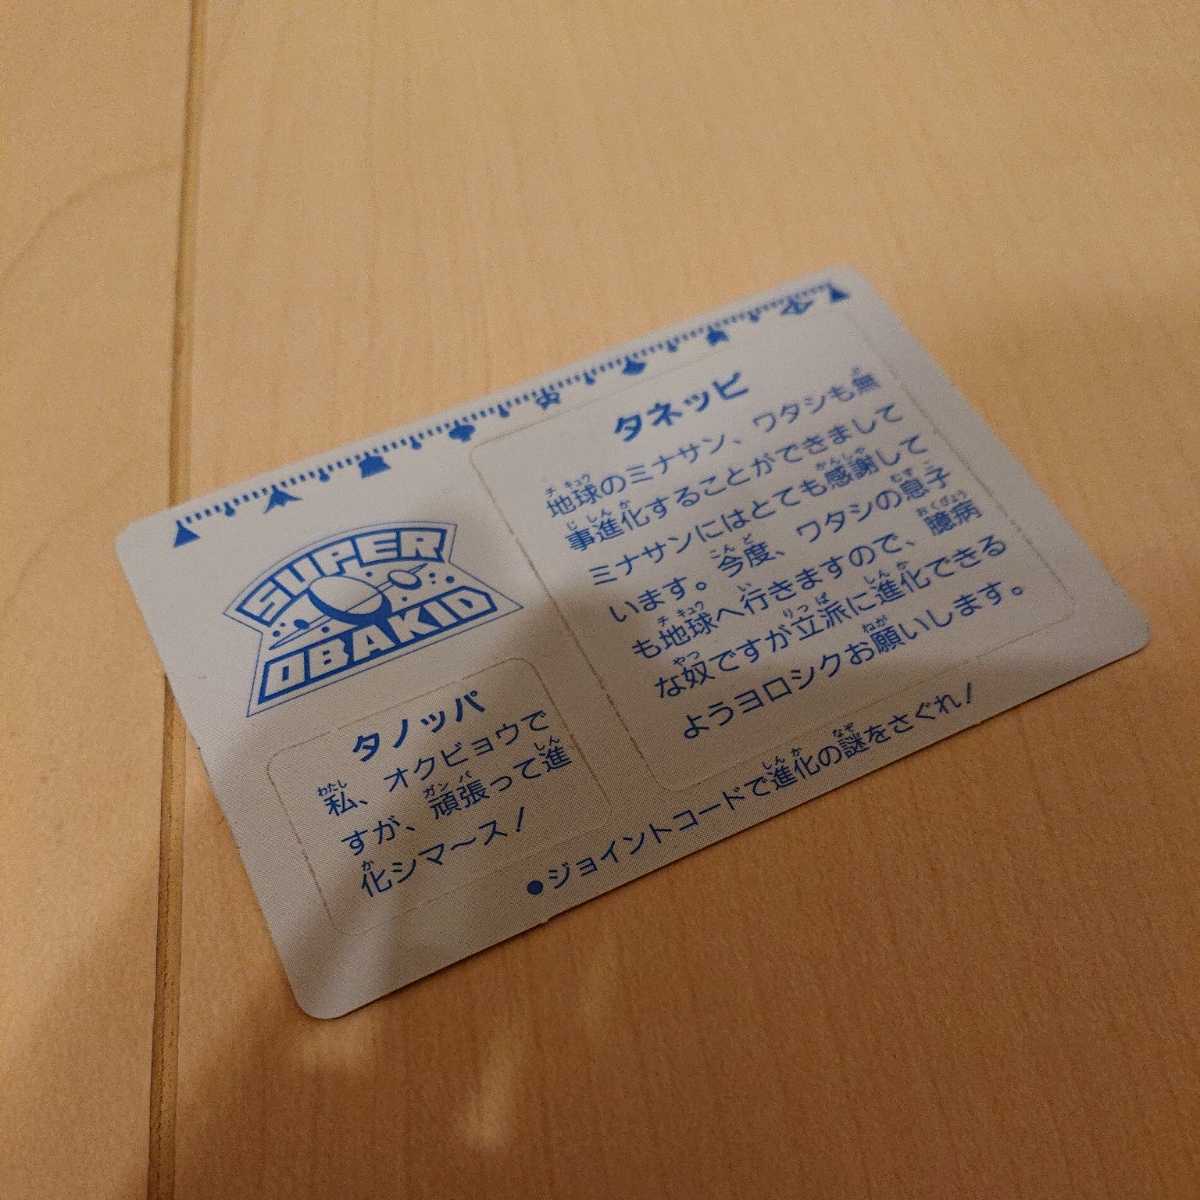 SUPER
OBAKID
タノッパ
私、オクビョウで
すが、頑張って進
化シマ〜ス!
タネッピ
地球のミナサン、ワタシも無
事進化することができまして
ミナサンにはとても感謝して
います。今度、ワタシの息子
も地球へ行きますので、臆病
な奴ですが立派に進化できる
ようヨロシクお願いします。
●ジョイントコードで進化の謎をさぐれ!